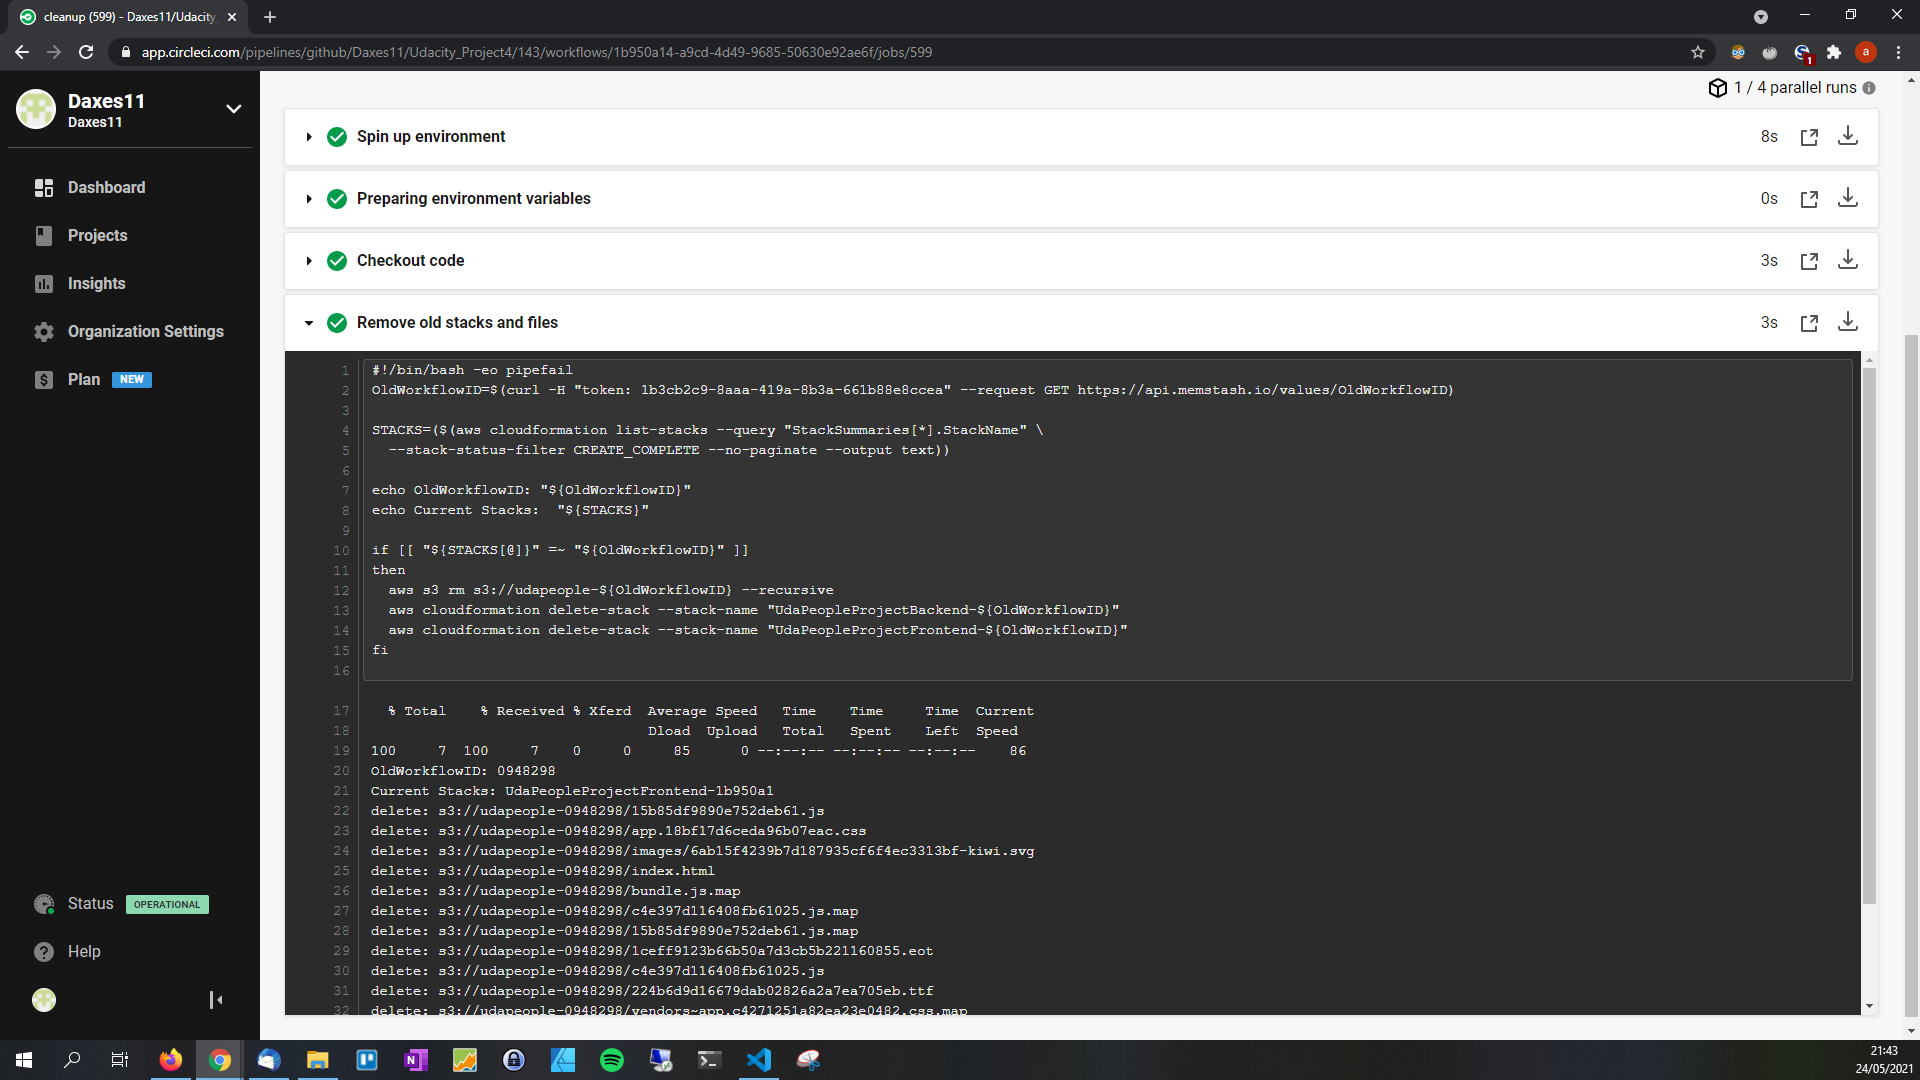 cleanup (599) - Daxes11/Udacity_
app.circleci.com/pipelines/github/Daxes11/Udacity_Project4/143/workflows/1b950a14-a9cd-4d49-9685-50630e92ae6f/jobs/599
1
a
Daxes11
Daxes11
Dashboard
Projects
Insights
Organization Settings
Plan NEW
Status OPERATIONAL
Help
1 / 4 parallel runs
Spin up environment 8s
Preparing environment variables 0s
Checkout code 3s
Remove old stacks and files 3s
1 #!/bin/bash -eo pipefail
2 OldWorkflowID=$(curl -H "token: 1b3cb2c9-8aaa-419a-8b3a-661b88e8ccea" --request GET https://api.memstash.io/values/OldWorkflowID)
3
4 STACKS=($(aws cloudformation list-stacks --query "StackSummaries[*].StackName" \
5 --stack-status-filter CREATE_COMPLETE --no-paginate --output text))
6
7 echo OldWorkflowID: "${OldWorkflowID}"
8 echo Current Stacks:  "${STACKS}"
9
10 if [[ "${STACKS[@]}" =~ "${OldWorkflowID}" ]]
11 then
12 aws s3 rm s3://udapeople-${OldWorkflowID} --recursive
13 aws cloudformation delete-stack --stack-name "UdaPeopleProjectBackend-${OldWorkflowID}"
14 aws cloudformation delete-stack --stack-name "UdaPeopleProjectFrontend-${OldWorkflowID}"
15 fi
16
17 % Total % Received % Xferd Average Speed Time Time Time Current
18 Dload Upload Total Spent Left Speed
19 100 7 100 7 0 0 85 0 --:--:-- --:--:-- --:--:-- 86
20 OldWorkflowID: 0948298
21 Current Stacks: UdaPeopleProjectFrontend-1b950a1
22 delete: s3://udapeople-0948298/15b85df9890e752deb61.js
23 delete: s3://udapeople-0948298/app.18bf17d6ceda96b07eac.css
24 delete: s3://udapeople-0948298/images/6ab15f4239b7d187935cf6f4ec3313bf-kiwi.svg
25 delete: s3://udapeople-0948298/index.html
26 delete: s3://udapeople-0948298/bundle.js.map
27 delete: s3://udapeople-0948298/c4e397d116408fb61025.js.map
28 delete: s3://udapeople-0948298/15b85df9890e752deb61.js.map
29 delete: s3://udapeople-0948298/1ceff9123b66b50a7d3cb5b221160855.eot
30 delete: s3://udapeople-0948298/c4e397d116408fb61025.js
31 delete: s3://udapeople-0948298/224b6d9d16679dab02826a2a7ea705eb.ttf
32 delete: s3://udapeople-0948298/vendors~app.c4271251a82ea23e0482.css.map
21:43
24/05/2021